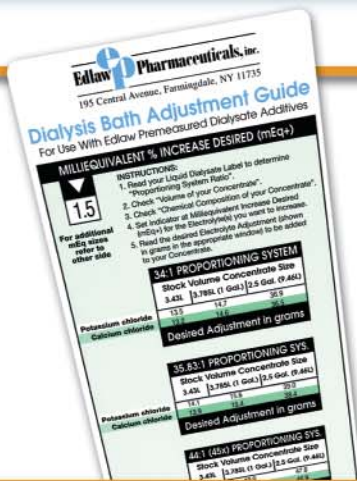 Edlaw Pharmaceuticals, inc.
195 Central Avenue, Farmingdale, NY 11735
Dialysis Bath Adjustment Guide
For Use With Edlaw Premeasured Dialysate Additives
MILLIEQUIVALENT % INCREASE DESIRED (mEq+)
1.5
For additional
mEq sizes
refer to
other side
INSTRUCTIONS:
1. Read your Liquid Dialysate Label to determine
"Proportioning System Ratio".
2. Check "Volume of your Concentrate".
3. Check "Chemical Composition of your Concentrate".
4. Set indicator at Milliequivalent Increase Desired
(mEq+) for the Electrolyte(s) you want to increase.
5. Read the desired Electrolyte Adjustment (shown
in grams in the appropriate window) to be added
to your Concentrate.
34:1 PROPORTIONING SYSTEM
Stock Volume Concentrate Size
3.43L 3.785L (1 Gal.) 2.5 Gal. (9.46L)
Potassium chloride 14.7 36.9
Calcium chloride 14.6
Desired Adjustment in grams
35.83:1 PROPORTIONING SYS.
Stock Volume Concentrate Size
3.43L 3.785L (1 Gal.) 2.5 Gal. (9.46L)
Potassium chloride 14.1
Calcium chloride
Desired Adjustment in grams
44:1 (45x) PROPORTIONING SYS.
Stock Volume Concentrate Size
3.43L 3.785L (1 Gal.) 2.5 Gal. (9.46L)